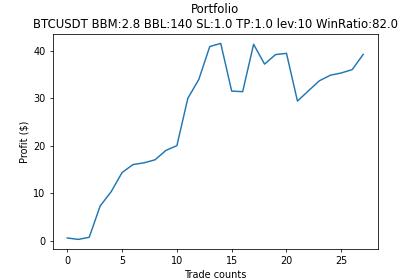 Portfolio
BTCUSDT BBM:2.8 BBL:140 SL:1.0 TP:1.0 lev:10 WinRatio:82.0
40
30
20
10
0
Profit ($)
0 5 10 15 20 25
Trade counts